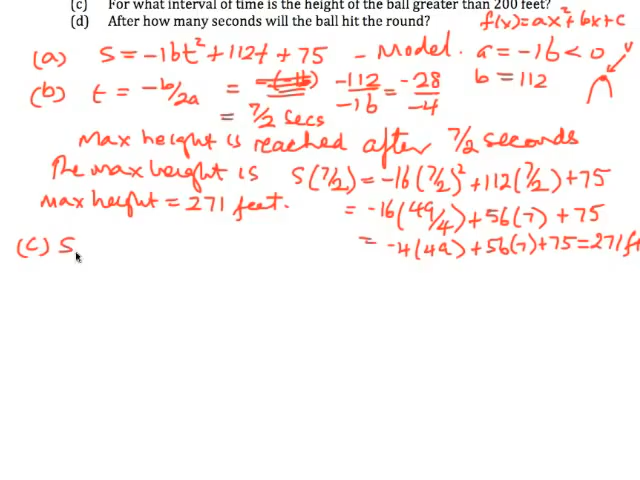 (c) For what interval of time is the height of the ball greater than 200 feet?
(d) After how many seconds will the ball hit the round?
f(x)=ax²+bx+c
(a) s = -16t² + 112t + 75 - Model. a = -16 < 0 v
(b) t = -b/2a = -112/-16 = -28/-4 b = 112
= 7/2 secs
Max height is reached after 7/2 seconds
The max height is s(7/2) = -16(7/2)² + 112(7/2) + 75
max height = 271 feet. = -16(49/4) + 56(7) + 75
(c) s = -4(49) + 56(7) + 75 = 271 ft